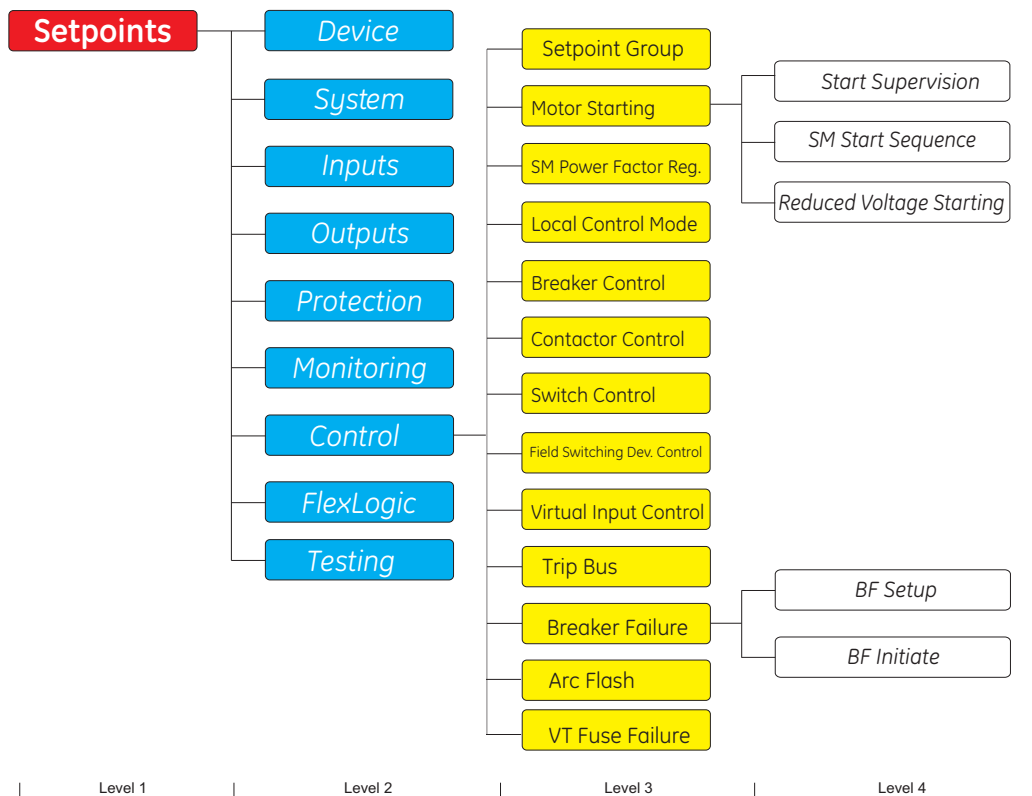 Setpoints
Device
System
Inputs
Outputs
Protection
Monitoring
Control
FlexLogic
Testing
Setpoint Group
Motor Starting
SM Power Factor Reg.
Local Control Mode
Breaker Control
Contactor Control
Switch Control
Field Switching Dev. Control
Virtual Input Control
Trip Bus
Breaker Failure
Arc Flash
VT Fuse Failure
Start Supervision
SM Start Sequence
Reduced Voltage Starting
BF Setup
BF Initiate
Level 1
Level 2
Level 3
Level 4